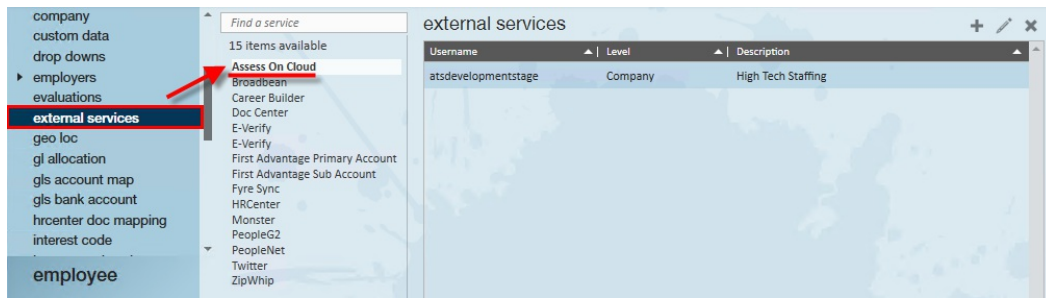 company
custom data
drop downs
employers
evaluations
external services
geo loc
gl allocation
gls account map
gls bank account
hrcenter doc mapping
interest code
employee
Find a service
15 items available
Assess On Cloud
Broadbean
Career Builder
Doc Center
E-Verify
E-Verify
First Advantage Primary Account
First Advantage Sub Account
Fyre Sync
HRCenter
Monster
PeopleG2
PeopleNet
Twitter
ZipWhip
external services
Username Level Description
atsdevelopmentstage Company High Tech Staffing